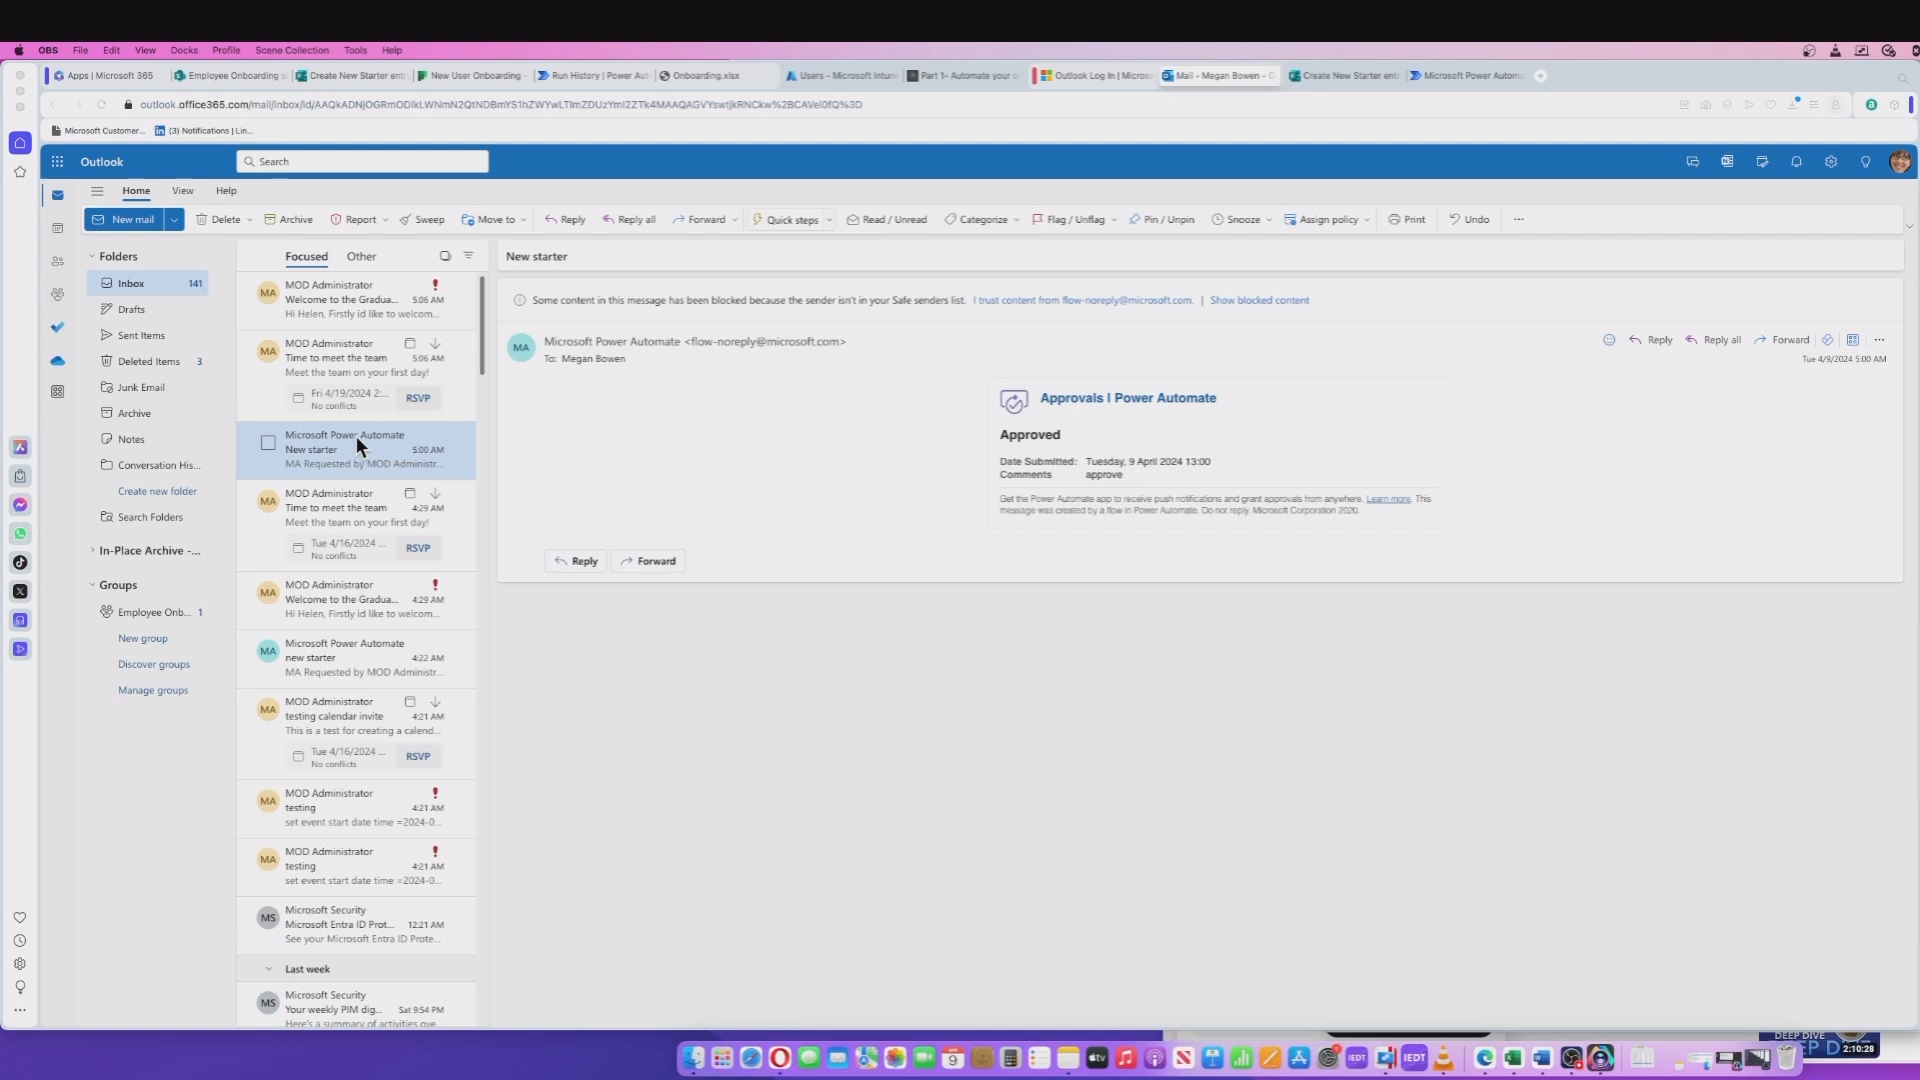 OBS File Edit View Docks Profile Scene Collection Tools Help
Apps | Microsoft 365 Employee Onboarding s Create New Starter ent New User Onboarding - Run History | Power Aut Onboarding.xlsx Users - Microsoft Intun Part 1- Automate your o Outlook Log In | Micros Mail - Megan Bowen - O Create New Starter ent Microsoft Power Autom
Microsoft Customer... (3) Notifications | Lin...
Outlook Search
Home View Help
New mail Delete Archive Report Sweep Move to Reply Reply all Forward Quick steps Read / Unread Categorize Flag / Unflag Pin / Unpin Snooze Assign policy Print Undo
Folders
Inbox 141
Drafts
Sent Items
Deleted Items 3
Junk Email
Archive
Notes
Conversation His...
Create new folder
Search Folders
In-Place Archive -...
Groups
Employee Onb... 1
New group
Discover groups
Manage groups
Focused Other
MA MOD Administrator
Welcome to the Gradua... 5:06 AM
Hi Helen, Firstly id like to welcom...
MA MOD Administrator
Time to meet the team 5:06 AM
Meet the team on your first day!
Fri 4/19/2024 2:...
No conflicts
RSVP
Microsoft Power Automate
New starter 5:00 AM
MA Requested by MOD Administr...
MA MOD Administrator
Time to meet the team 4:29 AM
Meet the team on your first day!
Tue 4/16/2024 ...
No conflicts
RSVP
MA MOD Administrator
Welcome to the Gradua... 4:29 AM
Hi Helen, Firstly id like to welcom...
MA Microsoft Power Automate
new starter 4:22 AM
MA Requested by MOD Administr...
MA MOD Administrator
testing calendar invite 4:21 AM
This is a test for creating a calend...
Tue 4/16/2024 ...
No conflicts
RSVP
MA MOD Administrator
testing 4:21 AM
set event start date time =2024-0...
MA MOD Administrator
testing 4:21 AM
set event start date time =2024-0...
MS Microsoft Security
Microsoft Entra ID Prot... 12:21 AM
See your Microsoft Entra ID Prote...
Last week
MS Microsoft Security
Your weekly PIM dig... Sat 9:54 PM
Here's a summary of activities ove
New starter
Some content in this message has been blocked because the sender isn't in your Safe senders list. I trust content from flow-noreply@microsoft.com. | Show blocked content
MA Microsoft Power Automate <flow-noreply@microsoft.com>
To: Megan Bowen
Reply Reply all Forward
Tue 4/9/2024 5:00 AM
Approvals | Power Automate
Approved
Date Submitted: Tuesday, 9 April 2024 13:00
Comments approve
Get the Power Automate app to receive push notifications and grant approvals from anywhere. Learn more. This
message was created by a flow in Power Automate. Do not reply. Microsoft Corporation 2020.
Reply Forward
DEEP DIVE
2:10:28